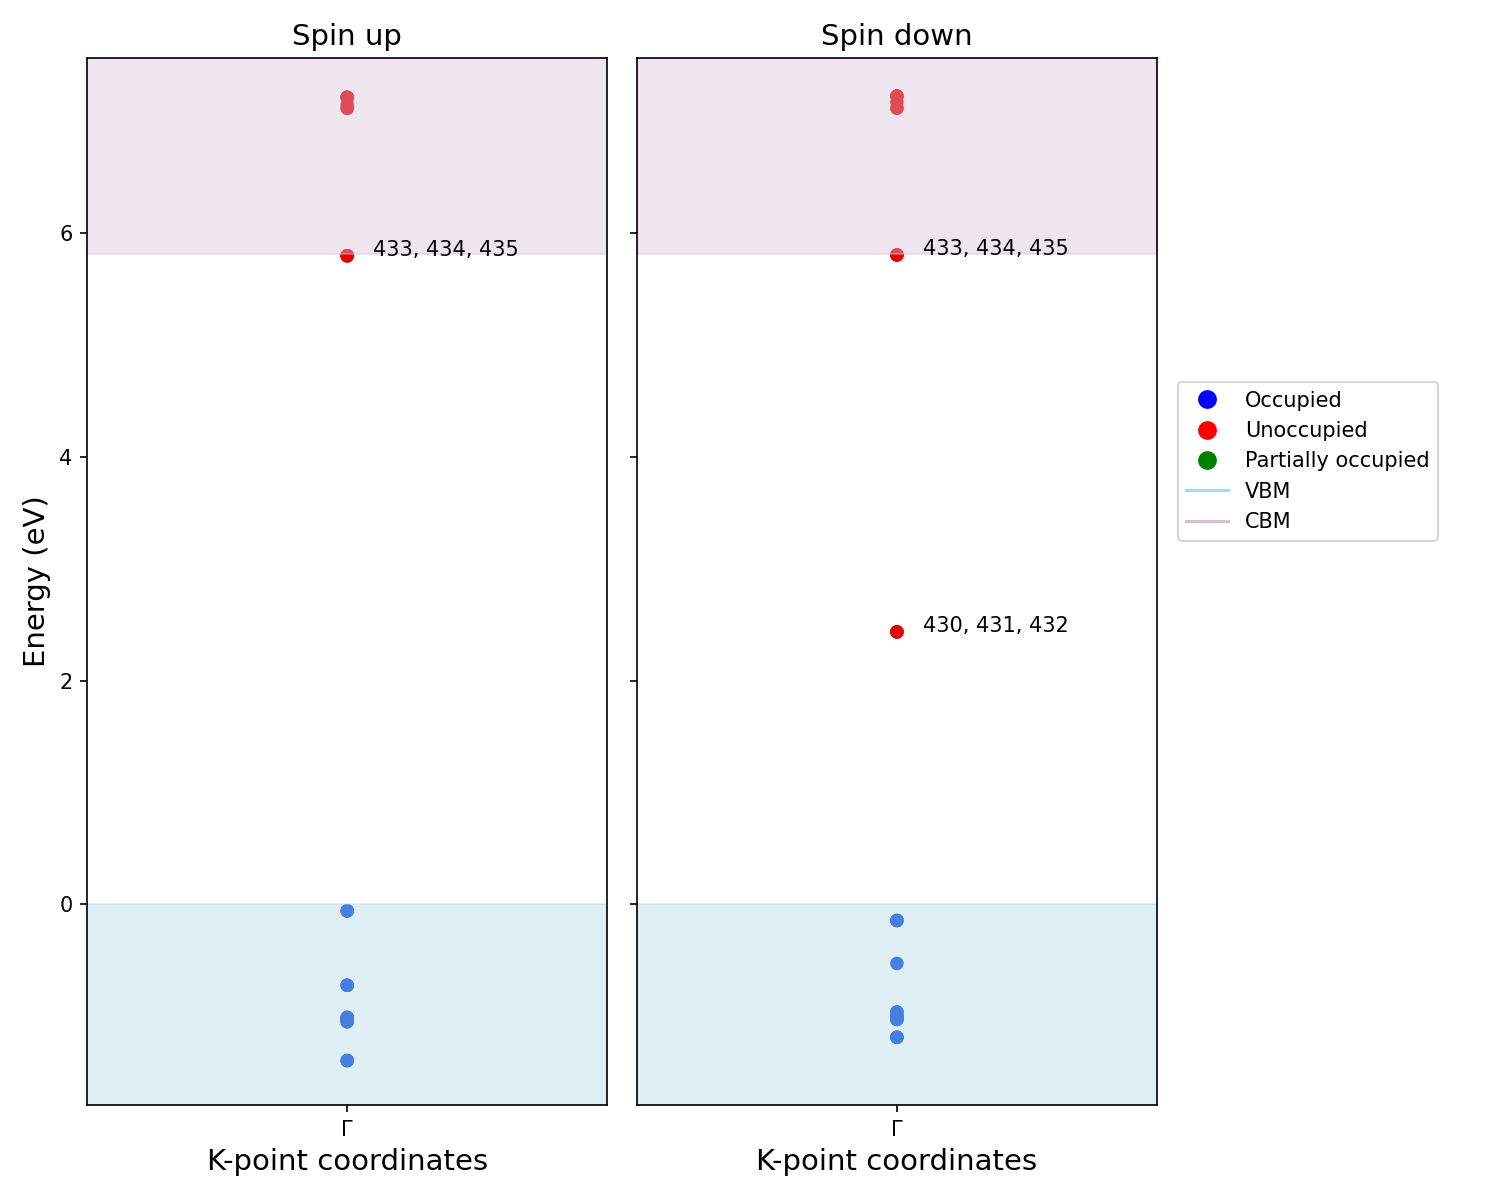 Spin up
Spin down
Energy (eV)
6
4
2
0
433, 434, 435
433, 434, 435
430, 431, 432
Γ
Γ
K-point coordinates
K-point coordinates
Occupied
Unoccupied
Partially occupied
VBM
CBM